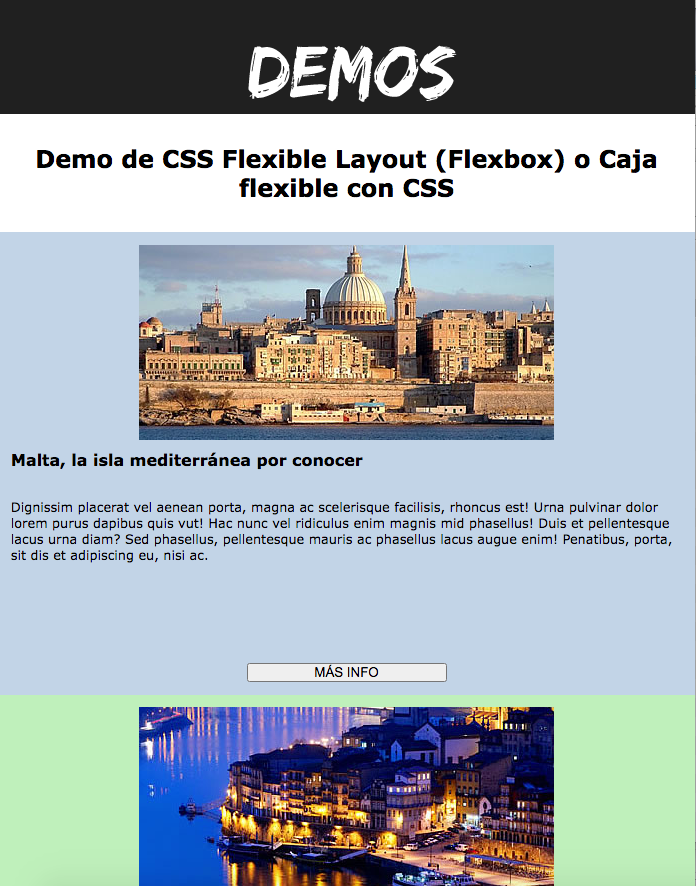 DEMOS
Demo de CSS Flexible Layout (Flexbox) o Caja
flexible con CSS
Malta, la isla mediterránea por conocer
Dignissim placerat vel aenean porta, magna ac scelerisque facilisis, rhoncus est! Urna pulvinar dolor
lorem purus dapibus quis vut! Hac nunc vel ridiculus enim magnis mid phasellus! Duis et pellentesque
lacus urna diam? Sed phasellus, pellentesque mauris ac phasellus lacus augue enim! Penatibus, porta,
sit dis et adipiscing eu, nisi ac.
MÁS INFO